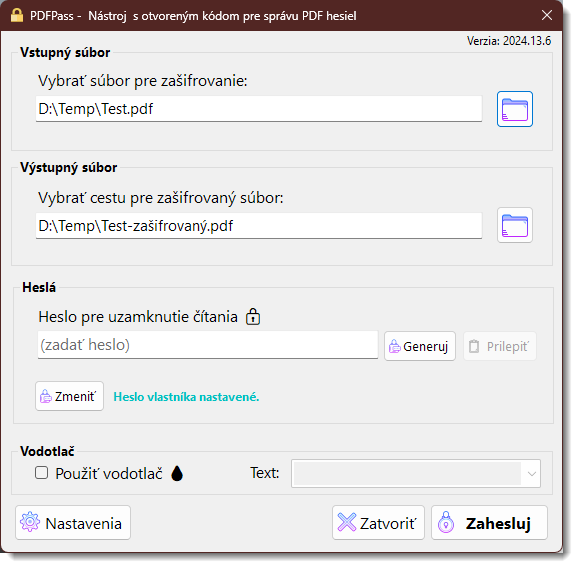 PDFPass - Nástroj s otvoreným kódom pre správu PDF hesiel
Verzia: 2024.13.6
Vstupný súbor
Vybrať súbor pre zašifrovanie:
D:\Temp\Test.pdf
Výstupný súbor
Vybrať cestu pre zašifrovaný súbor:
D:\Temp\Test-zašifrovaný.pdf
Heslá
Heslo pre uzamknutie čítania
(zadať heslo)
Generuj
Prilepiť
Zmeniť
Heslo vlastníka nastavené.
Vodotlač
Použiť vodotlač
Text:
Nastavenia
Zatvoriť
Zahesluj